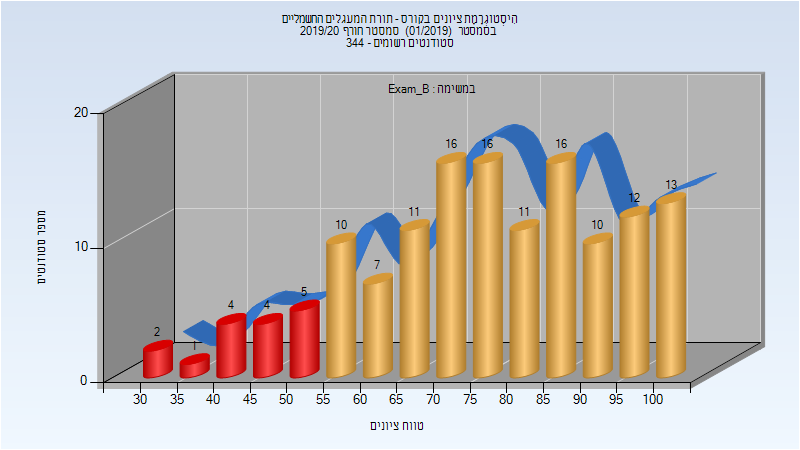 היסטוגרמת ציונים בקורס - תורת המעגלים החשמליים
בסמסטר (01/2019) סמסטר חורף 2019/20
סטודנטים רשומים - 344
במשימה : Exam_B
מספר סטודנטים
20
10
0
2
1
4
4
5
10
7
11
16
16
11
16
10
12
13
30 35 40 45 50 55 60 65 70 75 80 85 90 95 100
טווח ציונים